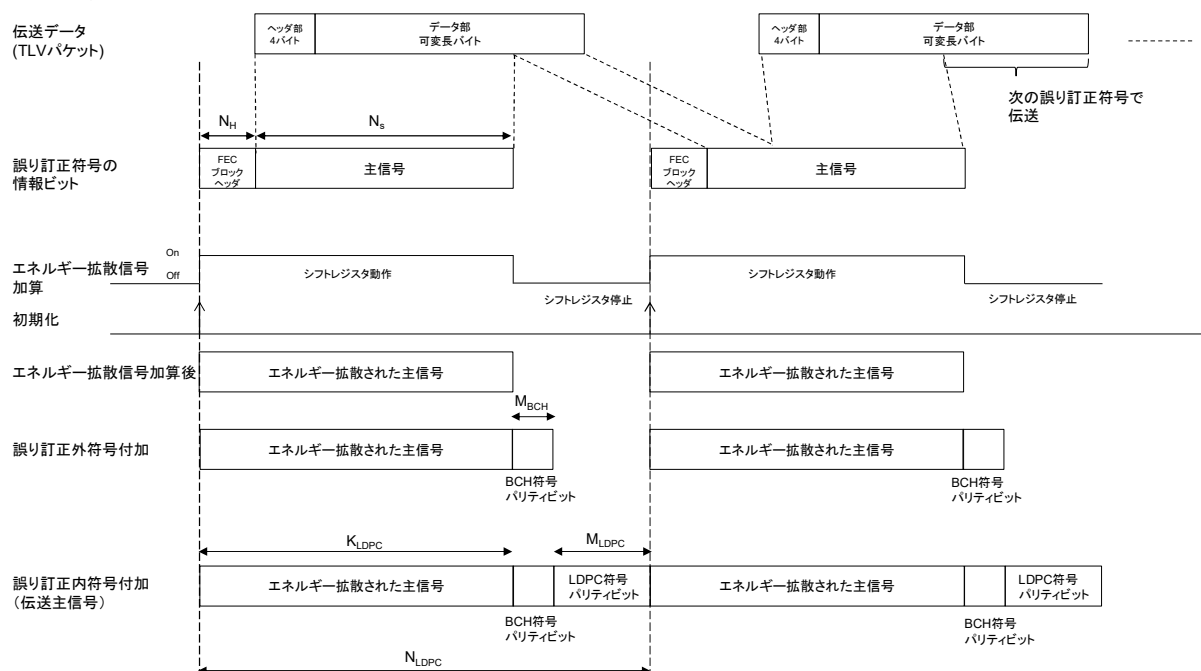 伝送データ
(TLVパケット)
ヘッダ部
4バイト
データ部
可変長バイト
ヘッダ部
4バイト
データ部
可変長バイト
次の誤り訂正符号で
伝送
NH
Ns
誤り訂正符号の
情報ビット
FEC
ブロック
ヘッダ
主信号
FEC
ブロック
ヘッダ
主信号
エネルギー拡散信号
加算
On
Off
シフトレジスタ動作
シフトレジスタ停止
シフトレジスタ動作
シフトレジスタ停止
初期化
エネルギー拡散信号加算後
エネルギー拡散された主信号
エネルギー拡散された主信号
MBCH
誤り訂正外符号付加
エネルギー拡散された主信号
エネルギー拡散された主信号
BCH符号
パリティビット
BCH符号
パリティビット
KLDPC
MLDPC
誤り訂正内符号付加
(伝送主信号)
エネルギー拡散された主信号
LDPC符号
パリティビット
エネルギー拡散された主信号
LDPC符号
パリティビット
BCH符号
パリティビット
BCH符号
パリティビット
NLDPC